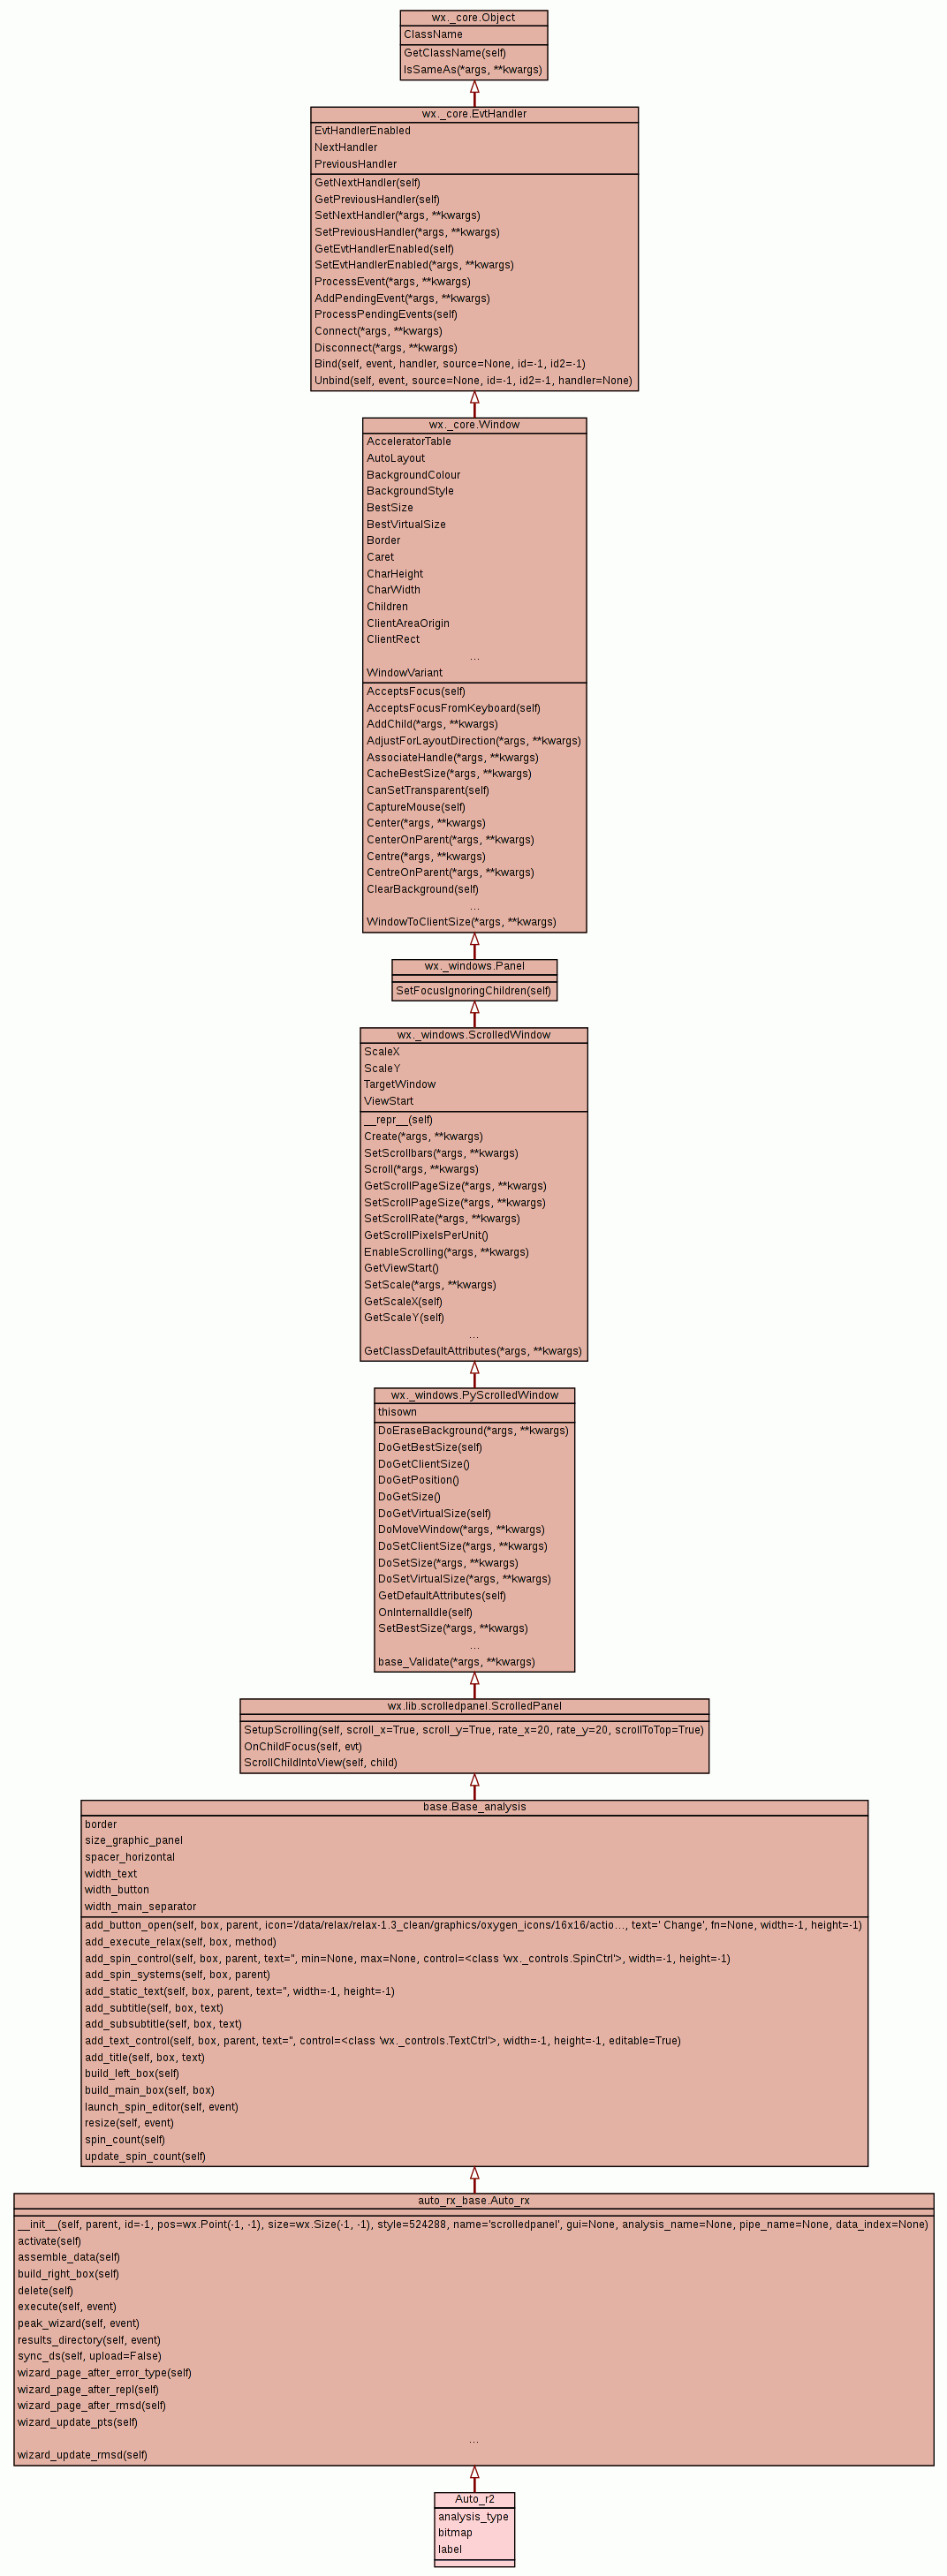 wx._core.Object
ClassName
GetClassName(self)
IsSameAs(*args, **kwargs)
wx._core.EvtHandler
EvtHandlerEnabled
NextHandler
PreviousHandler
GetNextHandler(self)
GetPreviousHandler(self)
SetNextHandler(*args, **kwargs)
SetPreviousHandler(*args, **kwargs)
GetEvtHandlerEnabled(self)
SetEvtHandlerEnabled(*args, **kwargs)
ProcessEvent(*args, **kwargs)
AddPendingEvent(*args, **kwargs)
ProcessPendingEvents(self)
Connect(*args, **kwargs)
Disconnect(*args, **kwargs)
Bind(self, event, handler, source=None, id=-1, id2=-1)
Unbind(self, event, source=None, id=-1, id2=-1, handler=None)
wx._core.Window
AcceleratorTable
AutoLayout
BackgroundColour
BackgroundStyle
BestSize
BestVirtualSize
Border
Caret
CharHeight
CharWidth
Children
ClientAreaOrigin
ClientRect
...
WindowVariant
AcceptsFocus(self)
AcceptsFocusFromKeyboard(self)
AddChild(*args, **kwargs)
AdjustForLayoutDirection(*args, **kwargs)
AssociateHandle(*args, **kwargs)
CacheBestSize(*args, **kwargs)
CanSetTransparent(self)
CaptureMouse(self)
Center(*args, **kwargs)
CenterOnParent(*args, **kwargs)
Centre(*args, **kwargs)
CentreOnParent(*args, **kwargs)
ClearBackground(self)
...
WindowToClientSize(*args, **kwargs)
wx._windows.Panel
SetFocusIgnoringChildren(self)
wx._windows.ScrolledWindow
ScaleX
ScaleY
TargetWindow
ViewStart
__repr__(self)
Create(*args, **kwargs)
SetScrollbars(*args, **kwargs)
Scroll(*args, **kwargs)
GetScrollPageSize(*args, **kwargs)
SetScrollPageSize(*args, **kwargs)
SetScrollRate(*args, **kwargs)
GetScrollPixelsPerUnit()
EnableScrolling(*args, **kwargs)
GetViewStart()
SetScale(*args, **kwargs)
GetScaleX(self)
GetScaleY(self)
...
GetClassDefaultAttributes(*args, **kwargs)
wx._windows.PyScrolledWindow
thisown
DoEraseBackground(*args, **kwargs)
DoGetBestSize(self)
DoGetClientSize()
DoGetPosition()
DoGetSize()
DoGetVirtualSize(self)
DoMoveWindow(*args, **kwargs)
DoSetClientSize(*args, **kwargs)
DoSetSize(*args, **kwargs)
DoSetVirtualSize(*args, **kwargs)
GetDefaultAttributes(self)
OnInternalIdle(self)
SetBestSize(*args, **kwargs)
...
base_Validate(*args, **kwargs)
wx.lib.scrolledpanel.ScrolledPanel
SetupScrolling(self, scroll_x=True, scroll_y=True, rate_x=20, rate_y=20, scrollToTop=True)
OnChildFocus(self, evt)
ScrollChildIntoView(self, child)
base.Base_analysis
border
size_graphic_panel
spacer_horizontal
width_text
width_button
width_main_separator
add_button_open(self, box, parent, icon='/data/relax/relax-1.3_clean/graphics/oxygen_icons/16x16/actio..., text=' Change', fn=None, width=-1, height=-1)
add_execute_relax(self, box, method)
add_spin_control(self, box, parent, text='', min=None, max=None, control=<class 'wx._controls.SpinCtrl'>, width=-1, height=-1)
add_spin_systems(self, box, parent)
add_static_text(self, box, parent, text='', width=-1, height=-1)
add_subtitle(self, box, text)
add_subsubtitle(self, box, text)
add_text_control(self, box, parent, text='', control=<class 'wx._controls.TextCtrl'>, width=-1, height=-1, editable=True)
add_title(self, box, text)
build_left_box(self)
build_main_box(self, box)
launch_spin_editor(self, event)
resize(self, event)
spin_count(self)
update_spin_count(self)
auto_rx_base.Auto_rx
__init__(self, parent, id=-1, pos=wx.Point(-1, -1), size=wx.Size(-1, -1), style=524288, name='scrolledpanel', gui=None, analysis_name=None, pipe_name=None, data_index=None)
activate(self)
assemble_data(self)
build_right_box(self)
delete(self)
execute(self, event)
peak_wizard(self, event)
results_directory(self, event)
sync_ds(self, upload=False)
wizard_page_after_error_type(self)
wizard_page_after_repl(self)
wizard_page_after_rmsd(self)
wizard_update_pts(self)
...
wizard_update_rmsd(self)
Auto_r2
analysis_type
bitmap
label